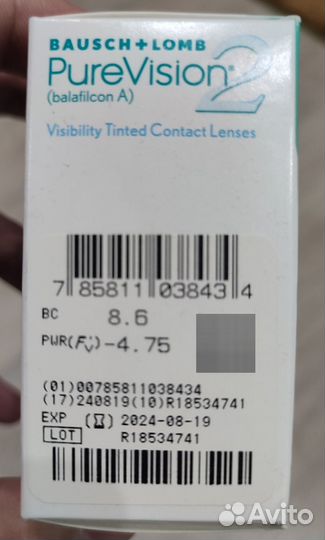 BAUSCH+LOMB
PureVision® 2
(balafilcon A)
Visibility Tinted Contact Lenses
7 85811 03843 4
BC 8.6
PWR(F'v)-4.75
(01)00785811038434
(17)240819(10)R18534741
EXP 2024-08-19
LOT R18534741
Avito